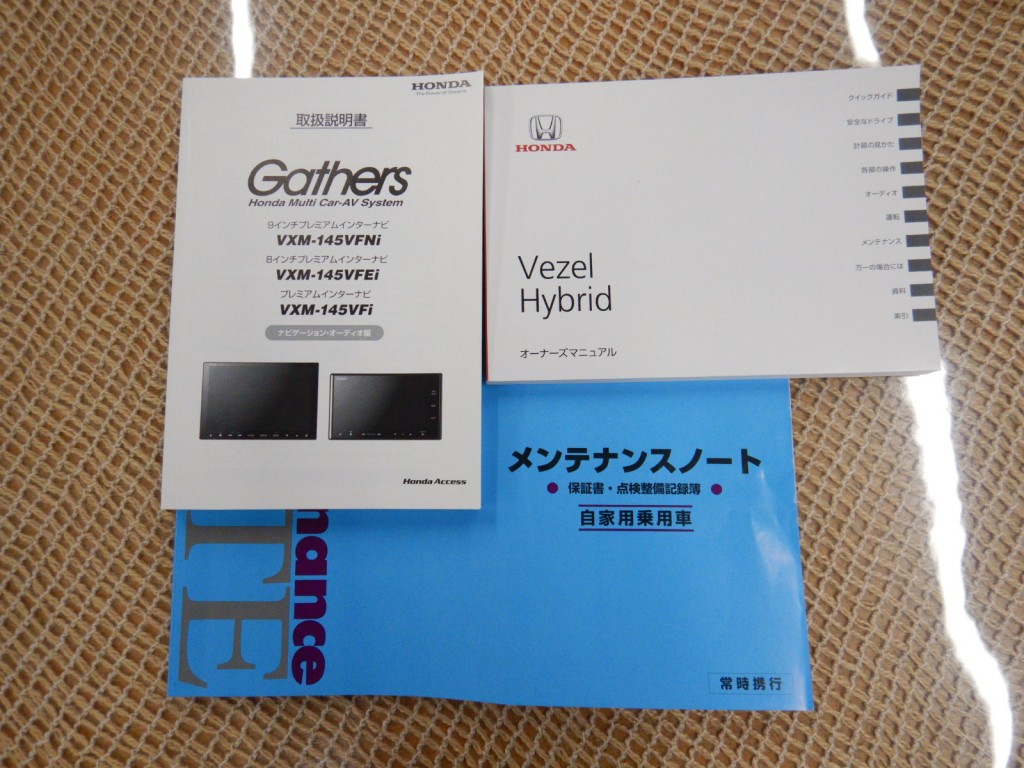 HONDA
The Power of Dreams
取扱説明書
Gathers
Honda Multi Car-AV System
9インチプレミアムインターナビ
VXM-145VFNi
8インチプレミアムインターナビ
VXM-145VFEi
プレミアムインターナビ
VXM-145VFi
ナビゲーション・オーディオ編
Honda Access
HONDA
Vezel
Hybrid
オーナーズマニュアル
クイックガイド
安全なドライブ
計器の見かた
各部の操作
オーディオ
運転
メンテナンス
万一の場合には
資料
索引
メンテナンスノート
● 保証書・点検整備記録簿 ●
自家用乗用車
常時携行
nance
TE